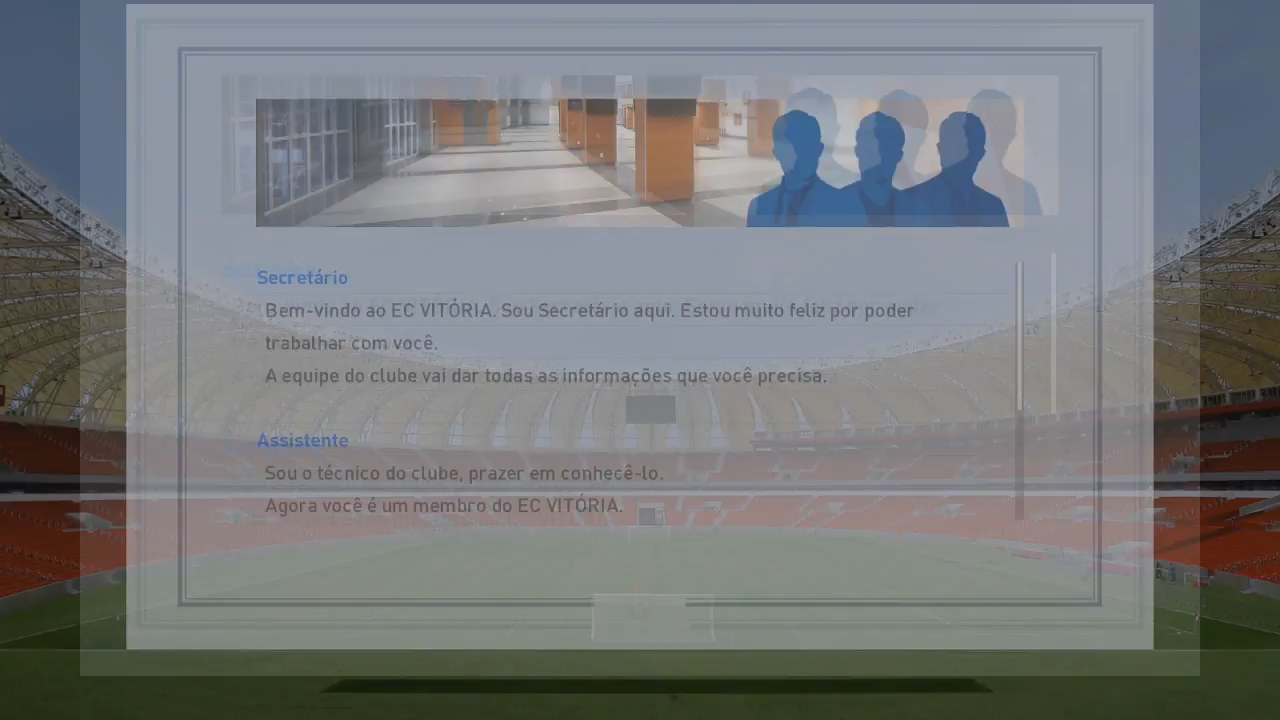 Secretário
Bem-vindo ao EC VITÓRIA. Sou Secretário aqui. Estou muito feliz por poder
trabalhar com você.
A equipe do clube vai dar todas as informações que você precisa.
Assistente
Sou o técnico do clube, prazer em conhecê-lo.
Agora você é um membro do EC VITÓRIA.